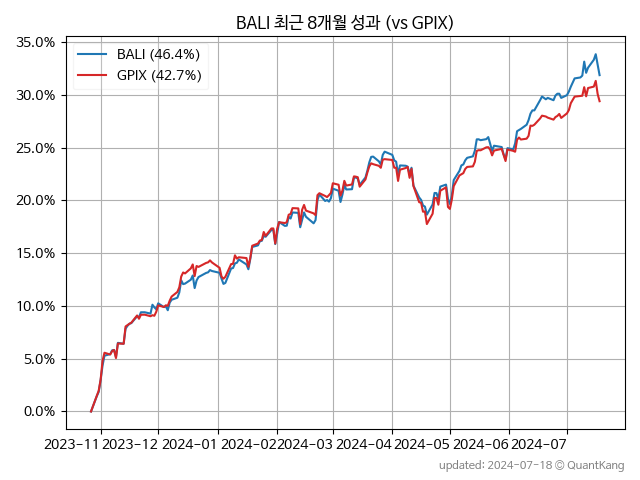 BALI 최근 8개월 성과 (vs GPIX)
35.0%
BALI (46.4%)
GPIX (42.7%)
30.0%
25.0%
20.0%
15.0%
10.0%
5.0%
0.0%
2023-11 2023-12 2024-01 2024-02 2024-03 2024-04 2024-05 2024-06 2024-07
updated: 2024-07-18 © QuantKang